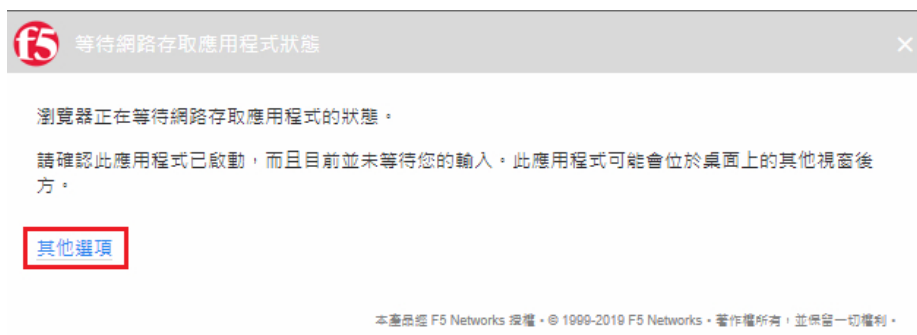 f5 等待網路存取應用程式狀態
瀏覽器正在等待網路存取應用程式的狀態。
請確認此應用程式已啟動，而且目前並未等待您的輸入。此應用程式可能會位於桌面上的其他視窗後
方。
其他選項
本產品經 F5 Networks 授權。© 1999-2019 F5 Networks。著作權所有，並保留一切權利。